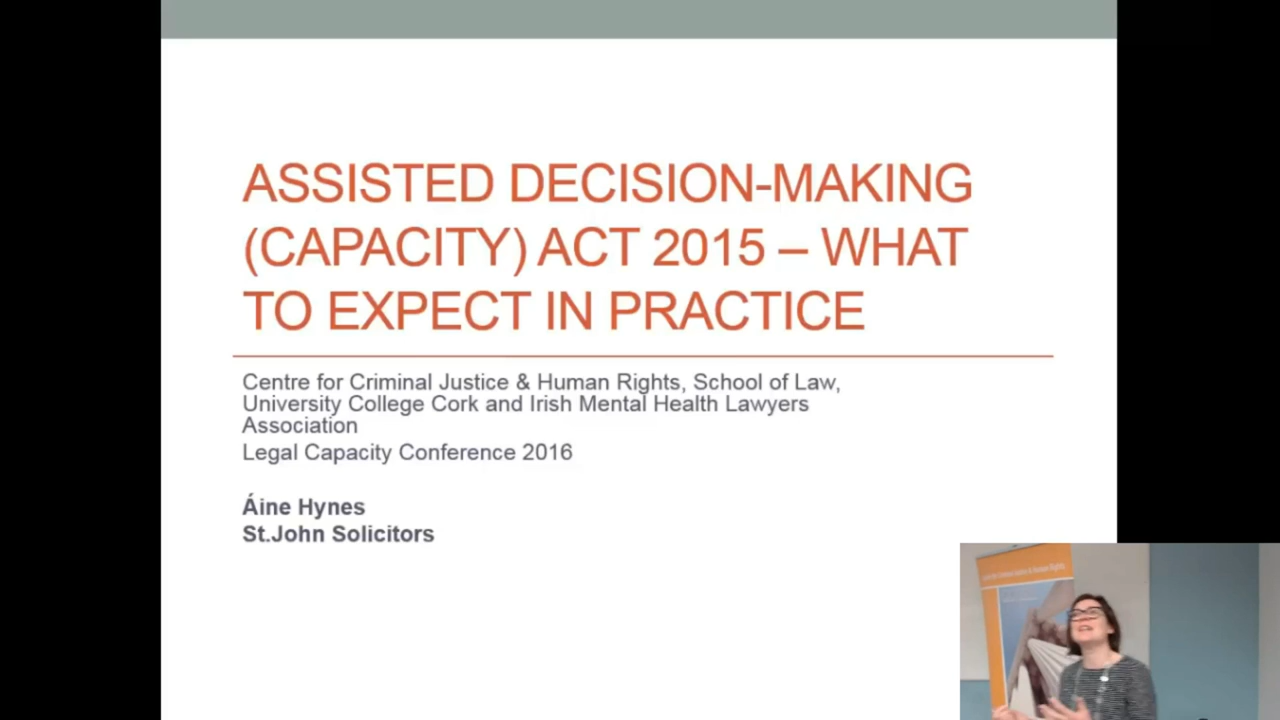 ASSISTED DECISION-MAKING
(CAPACITY) ACT 2015 – WHAT
TO EXPECT IN PRACTICE
Centre for Criminal Justice & Human Rights, School of Law,
University College Cork and Irish Mental Health Lawyers
Association
Legal Capacity Conference 2016
Áine Hynes
St.John Solicitors